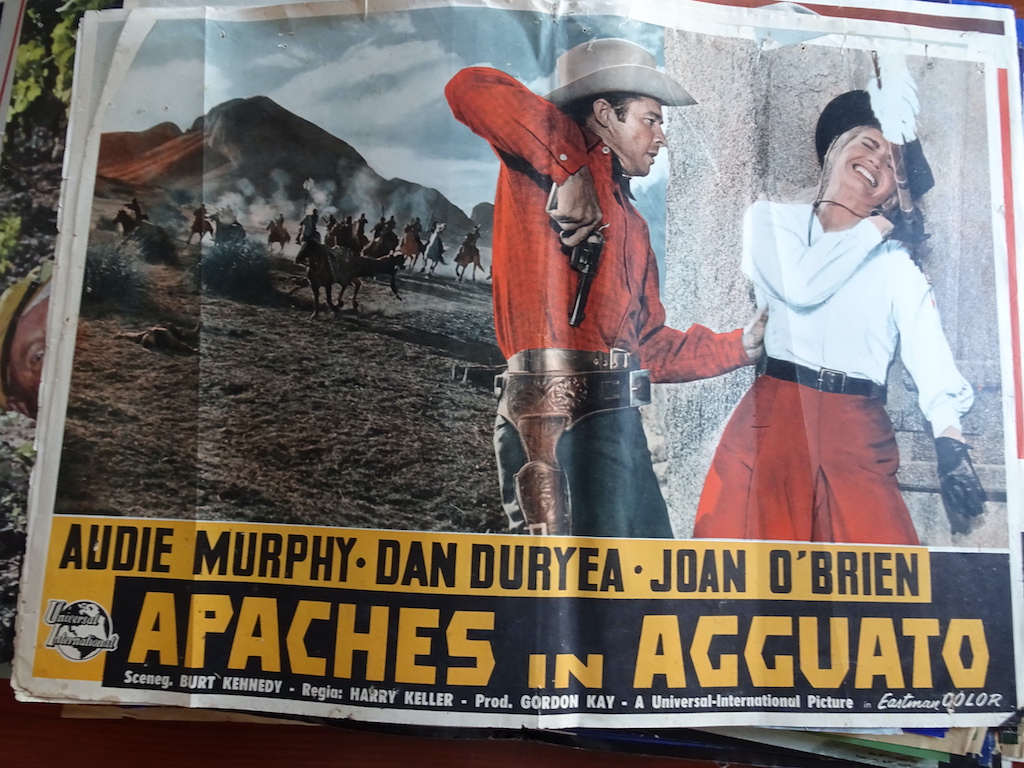 AUDIE MURPHY · DAN DURYEA · JOAN O'BRIEN
Universal
International
APACHES IN AGGUATO
Sceneg. BURT KENNEDY - Regia: HARRY KELLER - Prod. GORDON KAY - A Universal-International Picture in Eastman COLOR